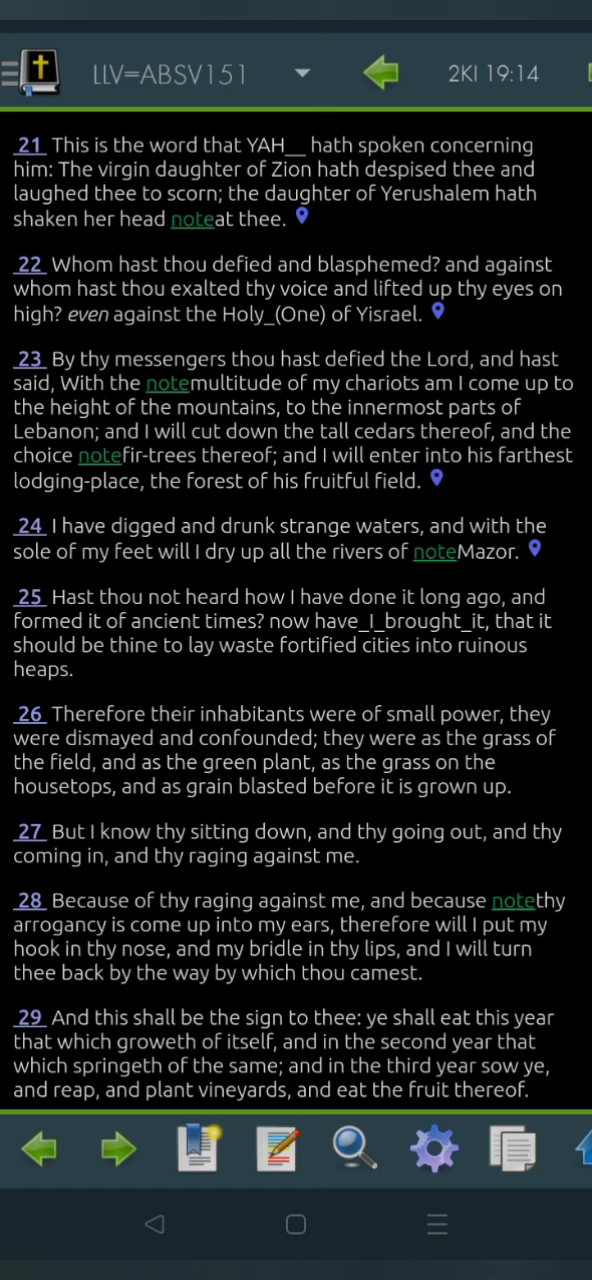 LLV=ABSV151
2KI 19:14
21 This is the word that YAH__ hath spoken concerning
him: The virgin daughter of Zion hath despised thee and
laughed thee to scorn; the daughter of Yerushalem hath
shaken her head noteat thee.
22 Whom hast thou defied and blasphemed? and against
whom hast thou exalted thy voice and lifted up thy eyes on
high? even against the Holy_(One) of Yisrael.
23 By thy messengers thou hast defied the Lord, and hast
said, With the notemultitude of my chariots am I come up to
the height of the mountains, to the innermost parts of
Lebanon; and I will cut down the tall cedars thereof, and the
choice notefir-trees thereof; and I will enter into his farthest
lodging-place, the forest of his fruitful field.
24 I have digged and drunk strange waters, and with the
sole of my feet will I dry up all the rivers of noteMazor.
25 Hast thou not heard how I have done it long ago, and
formed it of ancient times? now have_I_brought_it, that it
should be thine to lay waste fortified cities into ruinous
heaps.
26 Therefore their inhabitants were of small power, they
were dismayed and confounded; they were as the grass of
the field, and as the green plant, as the grass on the
housetops, and as grain blasted before it is grown up.
27 But I know thy sitting down, and thy going out, and thy
coming in, and thy raging against me.
28 Because of thy raging against me, and because notethy
arrogancy is come up into my ears, therefore will I put my
hook in thy nose, and my bridle in thy lips, and I will turn
thee back by the way by which thou camest.
29 And this shall be the sign to thee: ye shall eat this year
that which groweth of itself, and in the second year that
which springeth of the same; and in the third year sow ye,
and reap, and plant vineyards, and eat the fruit thereof.